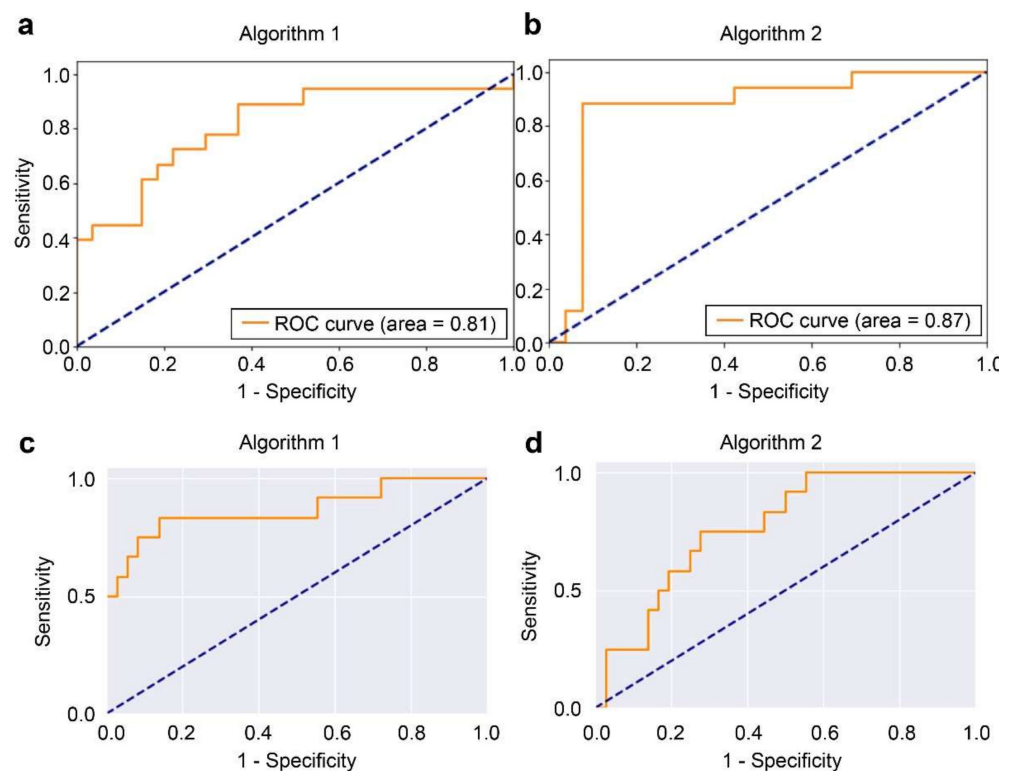 a
Algorithm 1
1.0
0.8
0.6
0.4
0.2
0.0
Sensitivity
ROC curve (area = 0.81)
0.0 0.2 0.4 0.6 0.8 1.0
1 - Specificity
b
Algorithm 2
1.0
0.8
0.6
0.4
0.2
0.0
ROC curve (area = 0.87)
0.0 0.2 0.4 0.6 0.8 1.0
1 - Specificity
c
Algorithm 1
1.0
0.5
0.0
Sensitivity
0.0 0.2 0.4 0.6 0.8 1.0
1 - Specificity
d
Algorithm 2
1.0
0.5
0.0
Sensitivity
0.0 0.2 0.4 0.6 0.8 1.0
1 - Specificity